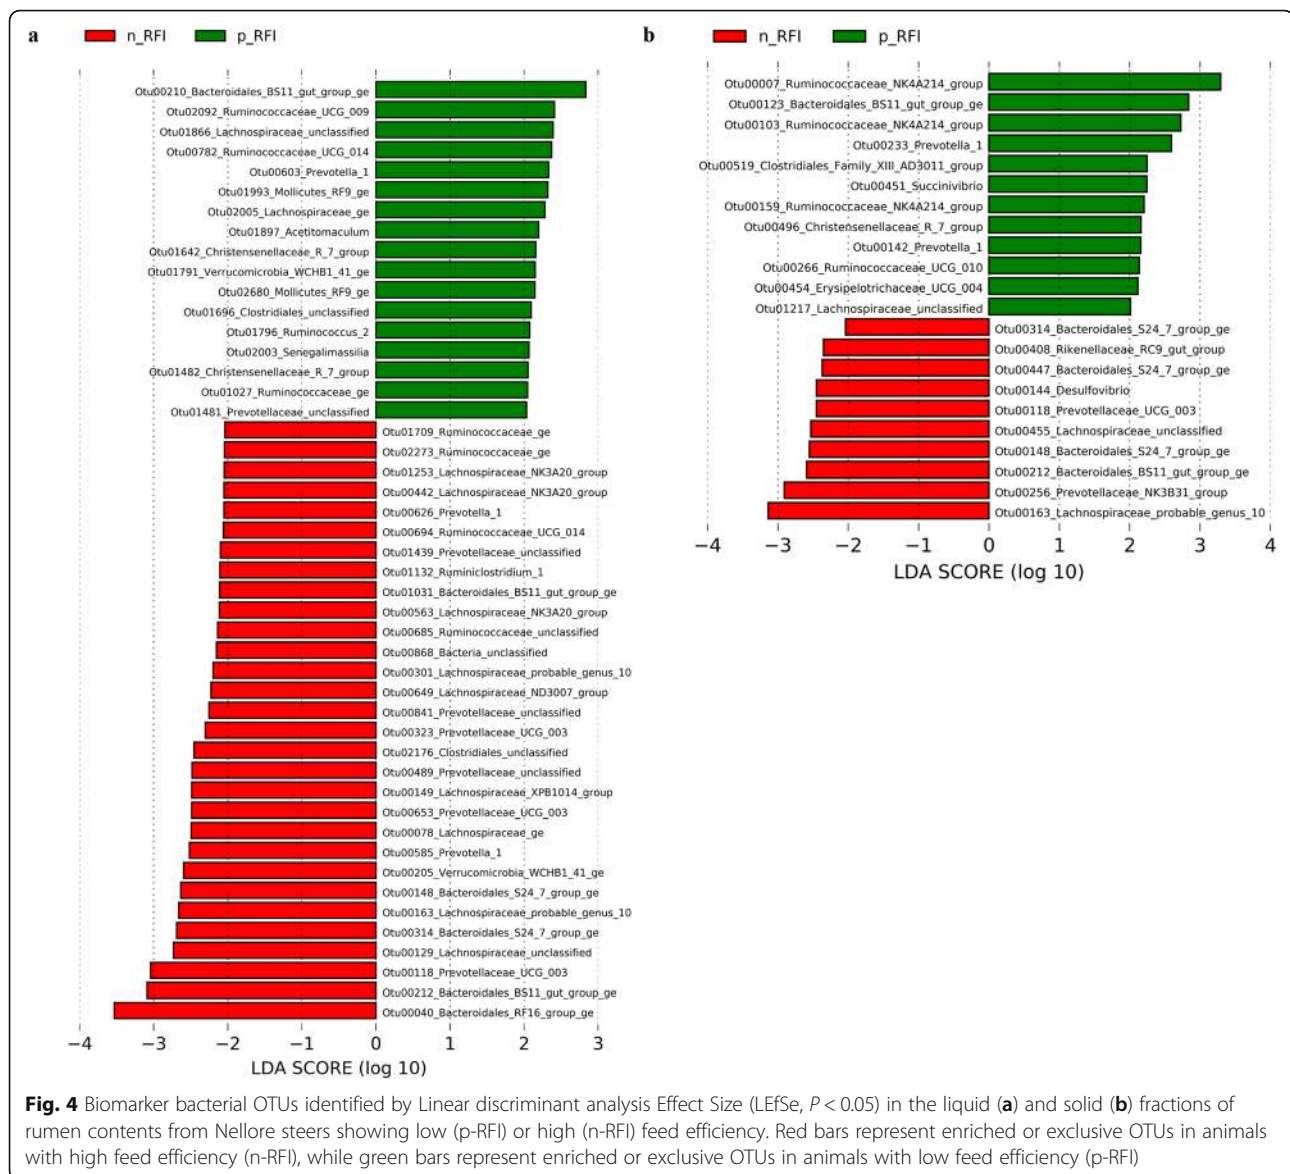 a n_RFI p_RFI
Otu00210_Bacteroidales_BS11_gut_group_ge
Otu02092_Ruminococcaceae_UCG_009
Otu01866_Lachnospiraceae_unclassified
Otu00782_Ruminococcaceae_UCG_014
Otu00603_Prevotella_1
Otu01993_Mollicutes_RF9_ge
Otu02005_Lachnospiraceae_ge
Otu01897_Acetitomaculum
Otu01642_Christensenellaceae_R_7_group
Otu01791_Verrucomicrobia_WCHB1_41_ge
Otu02680_Mollicutes_RF9_ge
Otu01696_Clostridiales_unclassified
Otu01796_Ruminococcus_2
Otu02003_Senegalimassilia
Otu01482_Christensenellaceae_R_7_group
Otu01027_Ruminococcaceae_ge
Otu01481_Prevotellaceae_unclassified
Otu01709_Ruminococcaceae_ge
Otu02273_Ruminococcaceae_ge
Otu01253_Lachnospiraceae_NK3A20_group
Otu00442_Lachnospiraceae_NK3A20_group
Otu00626_Prevotella_1
Otu00694_Ruminococcaceae_UCG_014
Otu01439_Prevotellaceae_unclassified
Otu01132_Ruminiclostridium_1
Otu01031_Bacteroidales_BS11_gut_group_ge
Otu00563_Lachnospiraceae_NK3A20_group
Otu00685_Ruminococcaceae_unclassified
Otu00868_Bacteria_unclassified
Otu00301_Lachnospiraceae_probable_genus_10
Otu00649_Lachnospiraceae_ND3007_group
Otu00841_Prevotellaceae_unclassified
Otu00323_Prevotellaceae_UCG_003
Otu02176_Clostridiales_unclassified
Otu00489_Prevotellaceae_unclassified
Otu00149_Lachnospiraceae_XPB1014_group
Otu00653_Prevotellaceae_UCG_003
Otu00078_Lachnospiraceae_ge
Otu00585_Prevotella_1
Otu00205_Verrucomicrobia_WCHB1_41_ge
Otu00148_Bacteroidales_S24_7_group_ge
Otu00163_Lachnospiraceae_probable_genus_10
Otu00314_Bacteroidales_S24_7_group_ge
Otu00129_Lachnospiraceae_unclassified
Otu00118_Prevotellaceae_UCG_003
Otu00212_Bacteroidales_BS11_gut_group_ge
Otu00040_Bacteroidales_RF16_group_ge
−4 −3 −2 −1 0 1 2 3
LDA SCORE (log 10)
b n_RFI p_RFI
Otu00007_Ruminococcaceae_NK4A214_group
Otu00123_Bacteroidales_BS11_gut_group_ge
Otu00103_Ruminococcaceae_NK4A214_group
Otu00233_Prevotella_1
Otu00519_Clostridiales_Family_XIII_AD3011_group
Otu00451_Succinivibrio
Otu00159_Ruminococcaceae_NK4A214_group
Otu00496_Christensenellaceae_R_7_group
Otu00142_Prevotella_1
Otu00266_Ruminococcaceae_UCG_010
Otu00454_Erysipelotrichaceae_UCG_004
Otu01217_Lachnospiraceae_unclassified
Otu00314_Bacteroidales_S24_7_group_ge
Otu00408_Rikenellaceae_RC9_gut_group
Otu00447_Bacteroidales_S24_7_group_ge
Otu00144_Desulfovibrio
Otu00118_Prevotellaceae_UCG_003
Otu00455_Lachnospiraceae_unclassified
Otu00148_Bacteroidales_S24_7_group_ge
Otu00212_Bacteroidales_BS11_gut_group_ge
Otu00256_Prevotellaceae_NK3B31_group
Otu00163_Lachnospiraceae_probable_genus_10
−4 −3 −2 −1 0 1 2 3 4
LDA SCORE (log 10)
Fig. 4 Biomarker bacterial OTUs identified by Linear discriminant analysis Effect Size (LEfSe, P < 0.05) in the liquid (a) and solid (b) fractions of
rumen contents from Nellore steers showing low (p-RFI) or high (n-RFI) feed efficiency. Red bars represent enriched or exclusive OTUs in animals
with high feed efficiency (n-RFI), while green bars represent enriched or exclusive OTUs in animals with low feed efficiency (p-RFI)